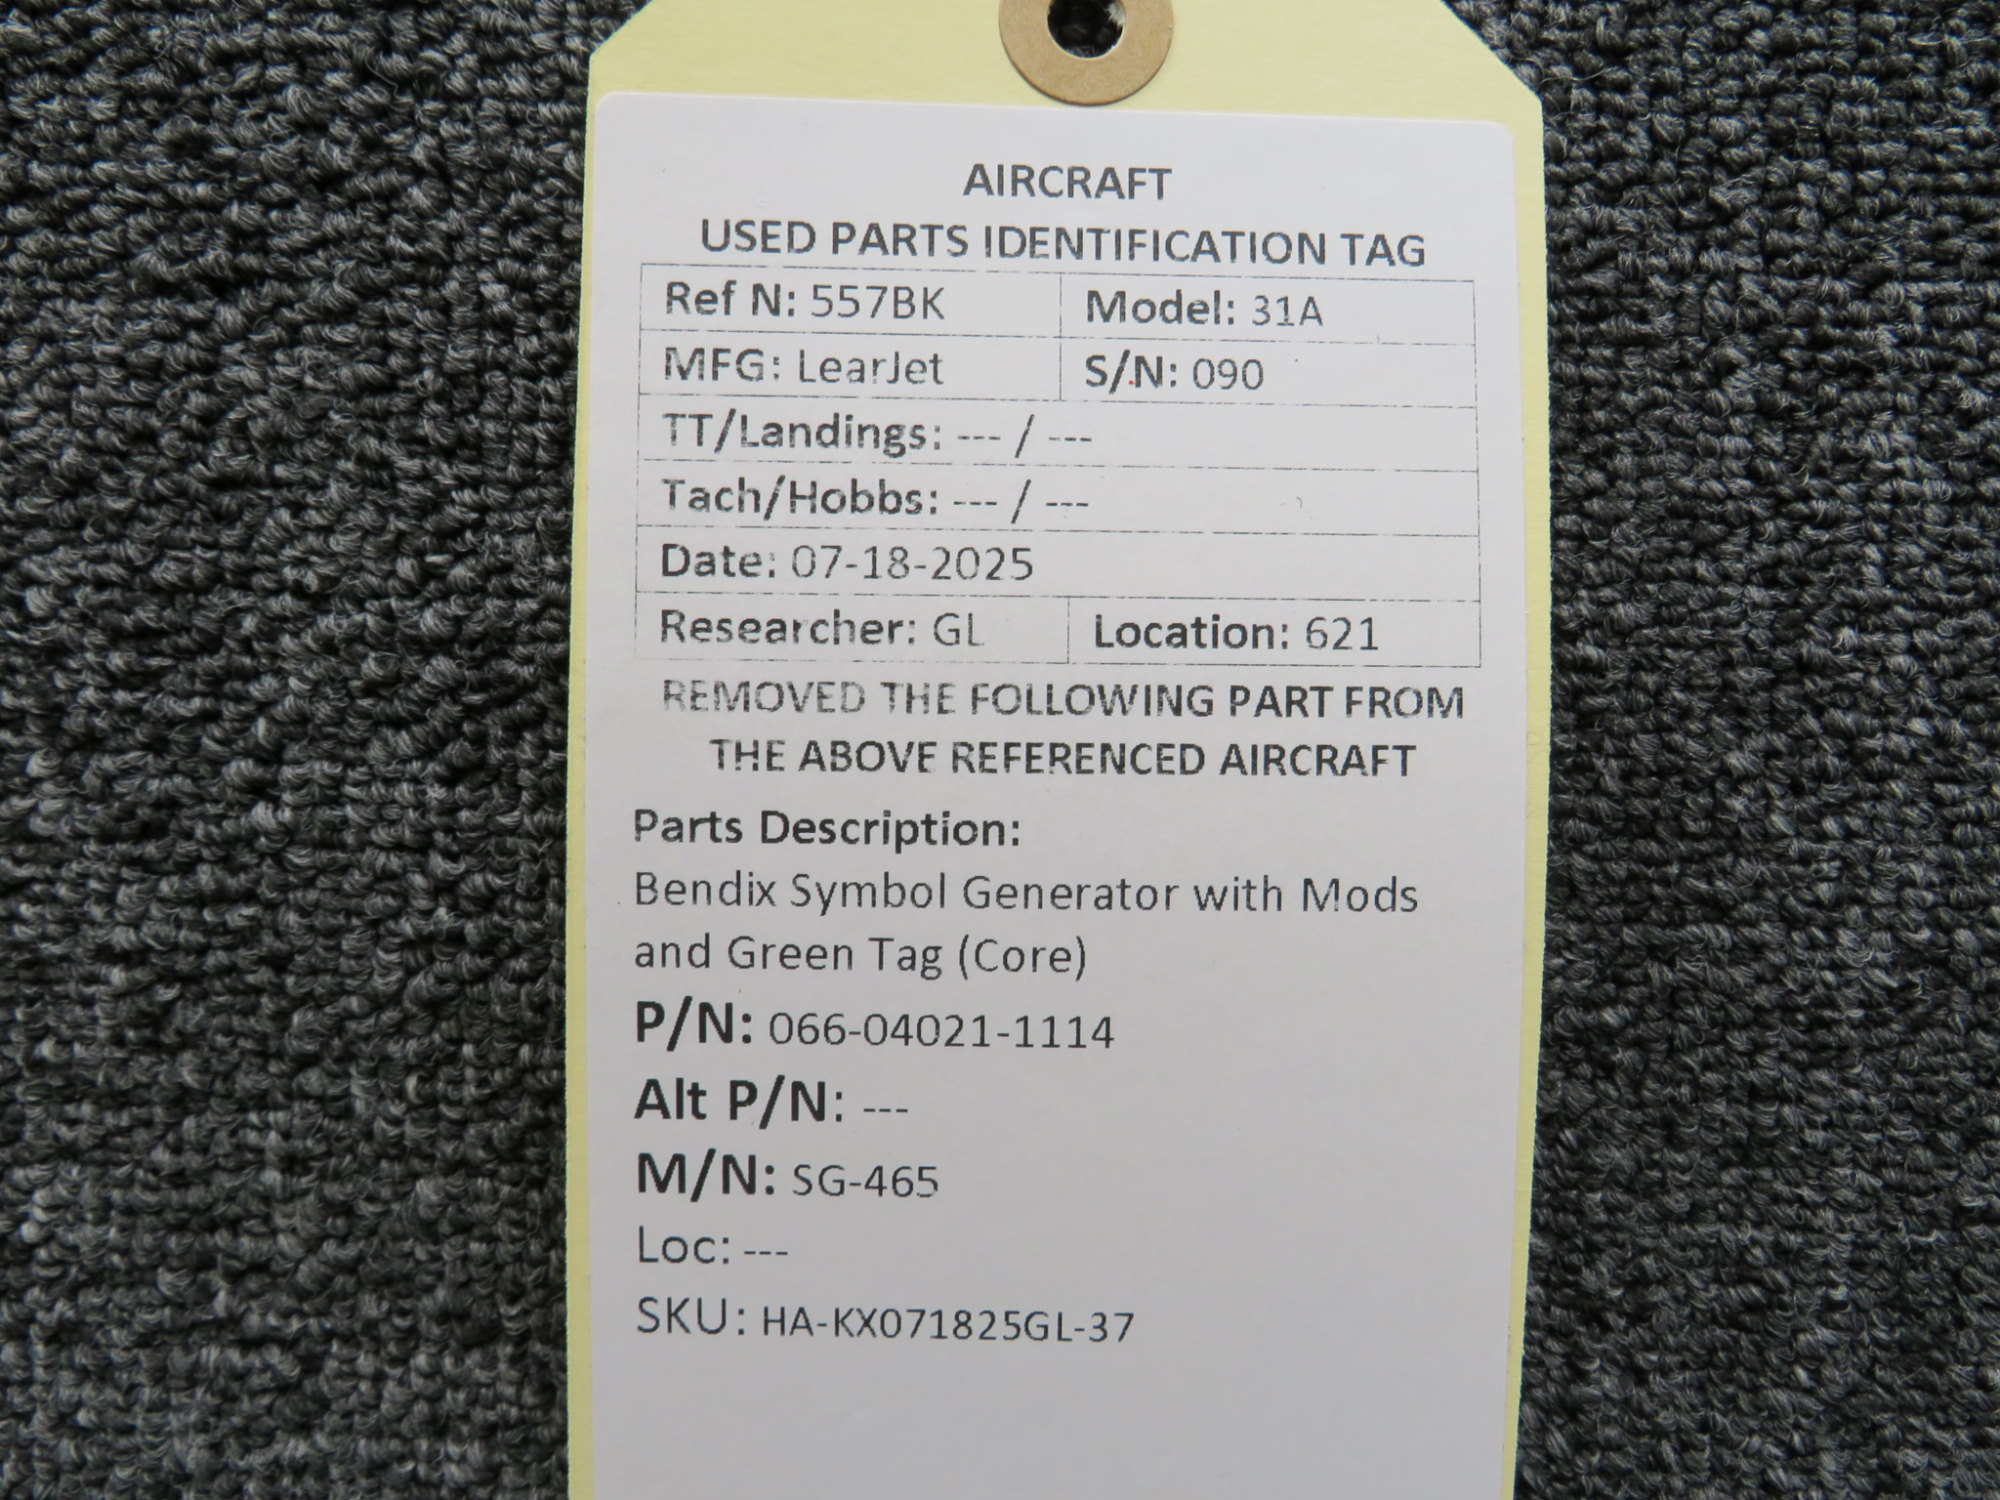 AIRCRAFT
USED PARTS IDENTIFICATION TAG
Ref N: 557BK Model: 31A
MFG: LearJet S/N: 090
TT/Landings: --- / ---
Tach/Hobbs: --- / ---
Date: 07-18-2025
Researcher: GL Location: 621
REMOVED THE FOLLOWING PART FROM
THE ABOVE REFERENCED AIRCRAFT
Parts Description:
Bendix Symbol Generator with Mods
and Green Tag (Core)
P/N: 066-04021-1114
Alt P/N: ---
M/N: SG-465
Loc: ---
SKU: HA-KX071825GL-37